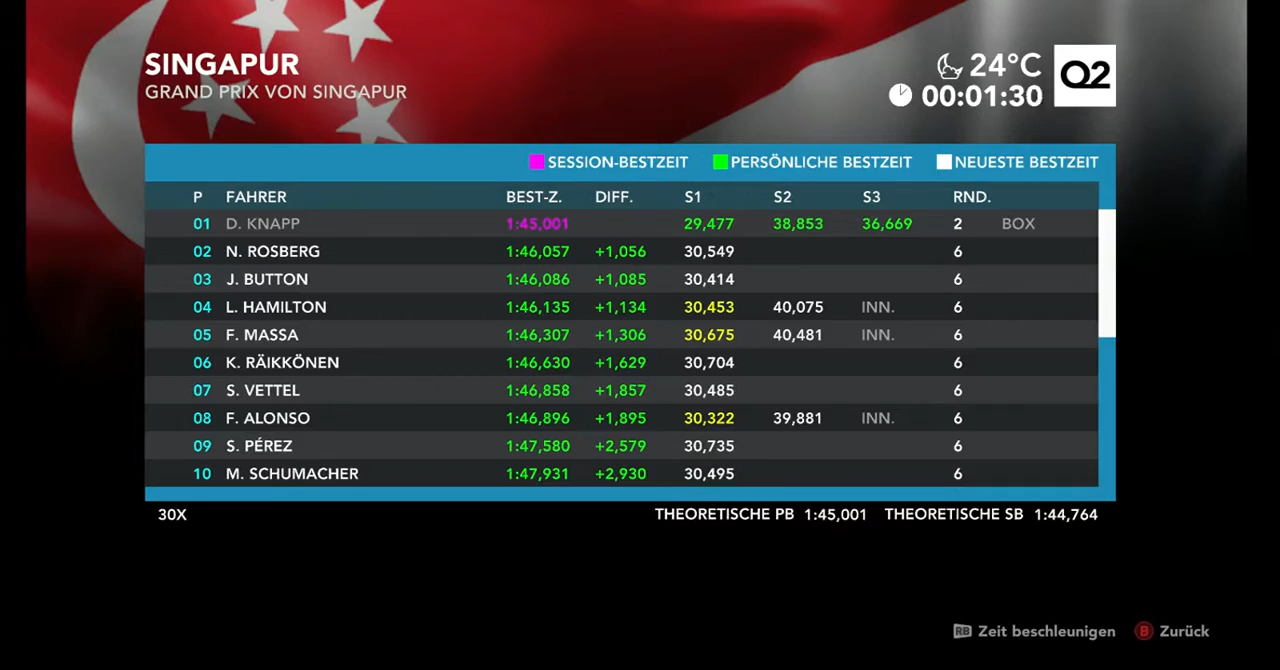 SINGAPUR
GRAND PRIX VON SINGAPUR
24°C
00:01:30
Q2
SESSION-BESTZEIT PERSÖNLICHE BESTZEIT NEUESTE BESTZEIT
P FAHRER BEST-Z. DIFF. S1 S2 S3 RND.
01 D. KNAPP 1:45,001 29,477 38,853 36,669 2 BOX
02 N. ROSBERG 1:46,057 +1,056 30,549 6
03 J. BUTTON 1:46,086 +1,085 30,414 6
04 L. HAMILTON 1:46,135 +1,134 30,453 40,075 INN. 6
05 F. MASSA 1:46,307 +1,306 30,675 40,481 INN. 6
06 K. RÄIKKÖNEN 1:46,630 +1,629 30,704 6
07 S. VETTEL 1:46,858 +1,857 30,485 6
08 F. ALONSO 1:46,896 +1,895 30,322 39,881 INN. 6
09 S. PÉREZ 1:47,580 +2,579 30,735 6
10 M. SCHUMACHER 1:47,931 +2,930 30,495 6
30X THEORETISCHE PB 1:45,001 THEORETISCHE SB 1:44,764
RB Zeit beschleunigen B Zurück